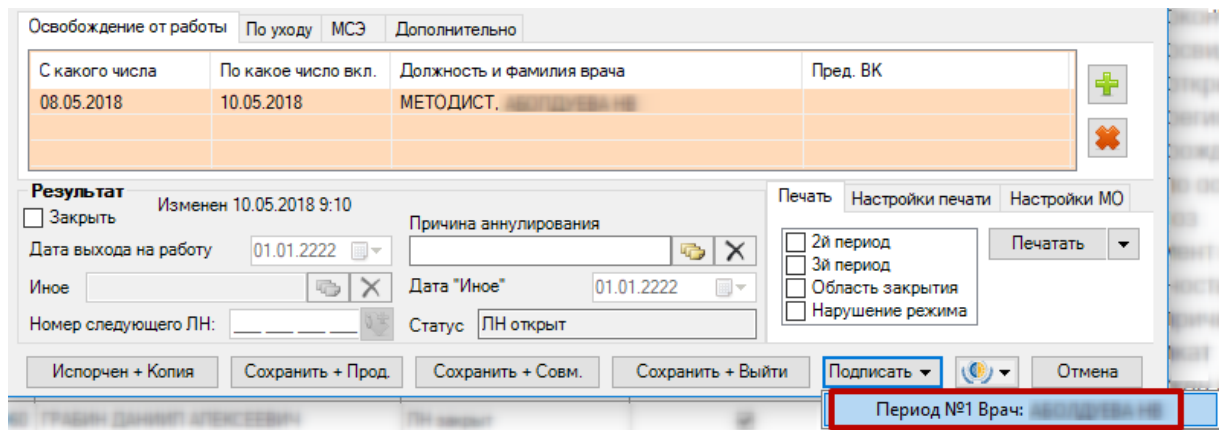 Освобождение от работы По уходу МСЭ Дополнительно
С какого числа По какое число вкл. Должность и фамилия врача Пред. ВК
08.05.2018 10.05.2018 МЕТОДИСТ,
Результат
Изменен 10.05.2018 9:10
Закрыть
Причина аннулирования
Дата выхода на работу 01.01.2222
Иное Дата "Иное" 01.01.2222
Номер следующего ЛН: ___ ___ ___ ___ Статус ЛН открыт
Печать Настройки печати Настройки МО
2й период Печатать
3й период
Область закрытия
Нарушение режима
Испорчен + Копия Сохранить + Прод. Сохранить + Совм. Сохранить + Выйти Подписать Отмена
Период №1 Врач: